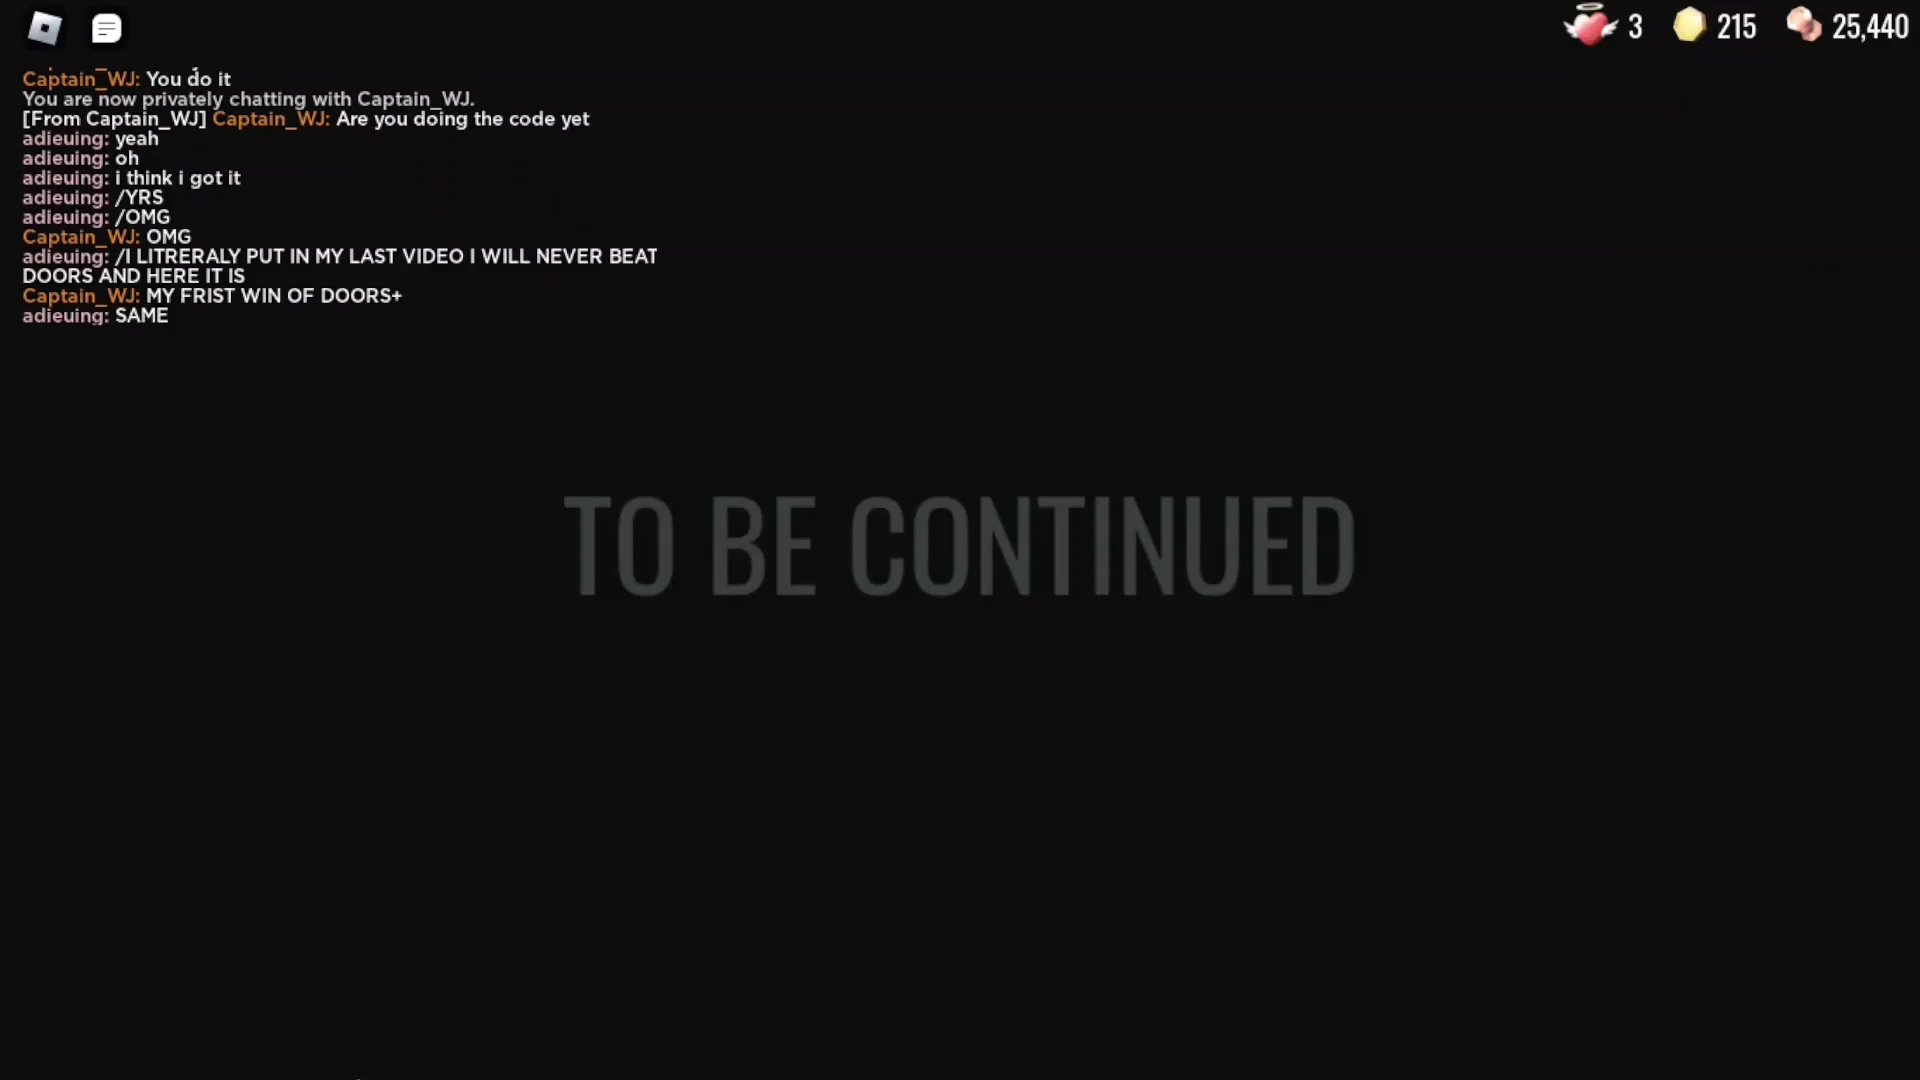 3 215 25,440
Captain_WJ: You do it
You are now privately chatting with Captain_WJ.
[From Captain_WJ] Captain_WJ: Are you doing the code yet
adieuing: yeah
adieuing: oh
adieuing: i think i got it
adieuing: /YRS
adieuing: /OMG
Captain_WJ: OMG
adieuing: /I LITRERALY PUT IN MY LAST VIDEO I WILL NEVER BEAT
DOORS AND HERE IT IS
Captain_WJ: MY FRIST WIN OF DOORS+
adieuing: SAME
TO BE CONTINUED